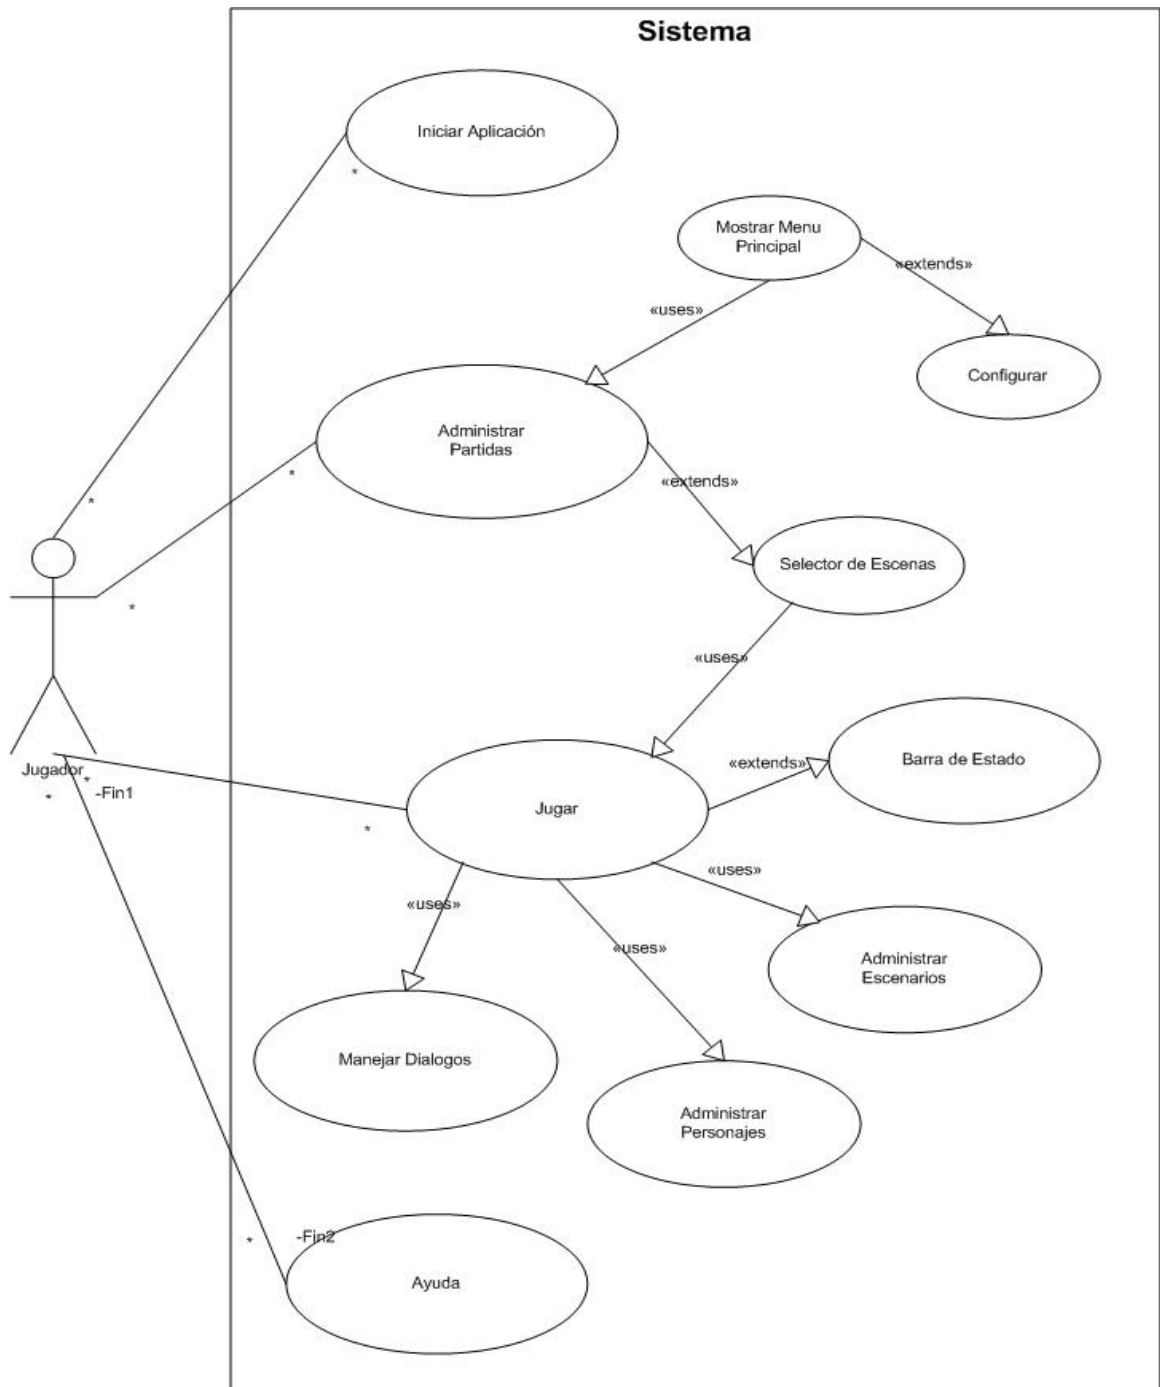 Sistema
Iniciar Aplicación
*
Mostrar Menu
Principal
«extends»
«uses»
Configurar
Administrar
Partidas
*
«extends»
*
Selector de Escenas
*
«uses»
Barra de Estado
«extends»
Jugador
*
-Fin1
*
Jugar
*
«uses»
«uses»
«uses»
Administrar
Escenarios
Manejar Dialogos
Administrar
Personajes
-Fin2
*
Ayuda